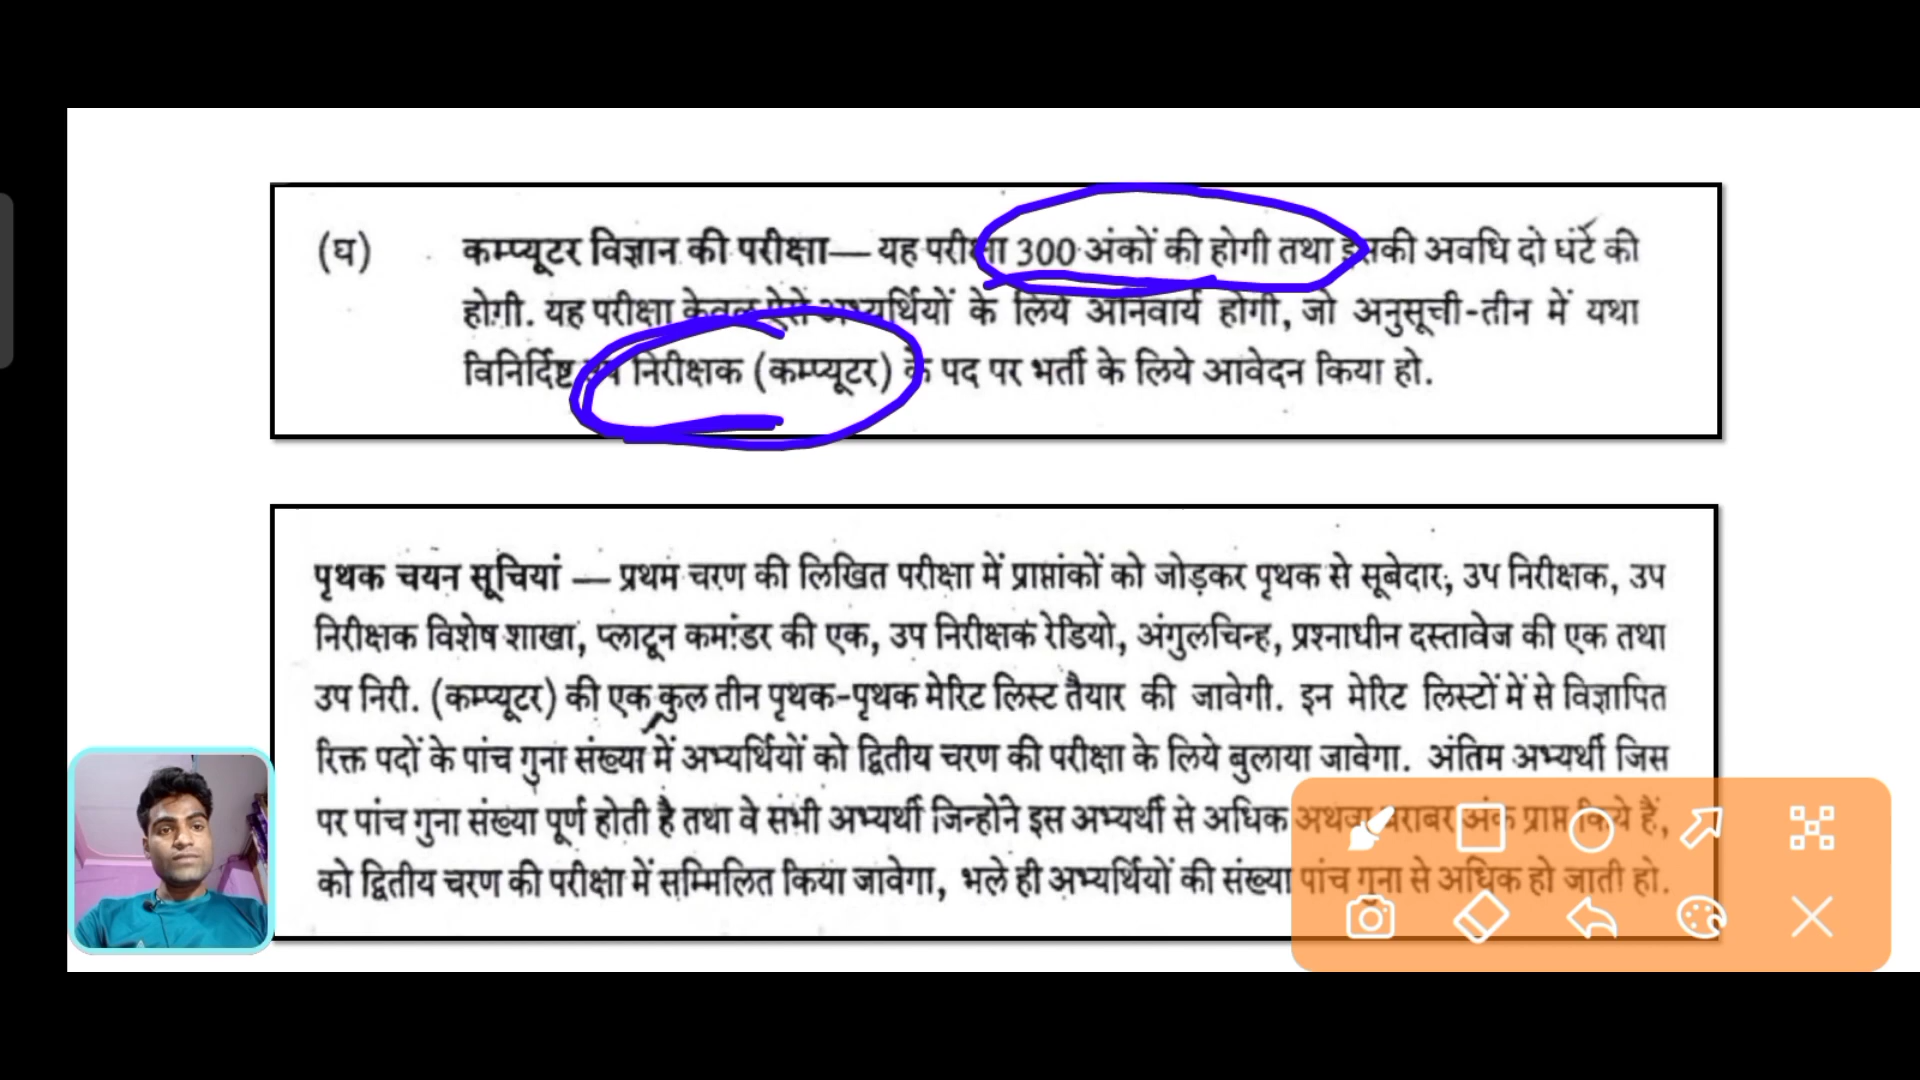 (घ) कम्प्यूटर विज्ञान की परीक्षा— यह परीक्षा 300 अंकों की होगी तथा इसकी अवधि दो घंटे की
होगी. यह परीक्षा केवल ऐसे अभ्यर्थियों के लिये अनिवार्य होगी, जो अनुसूची-तीन में यथा
विनिर्दिष्ट उप निरीक्षक (कम्प्यूटर) के पद पर भर्ती के लिये आवेदन किया हो.
पृथक चयन सूचियां — प्रथम चरण की लिखित परीक्षा में प्राप्तांकों को जोड़कर पृथक से सूबेदार, उप निरीक्षक, उप
निरीक्षक विशेष शाखा, प्लाटून कमांडर की एक, उप निरीक्षक रेडियो, अंगुलचिन्ह, प्रश्नाधीन दस्तावेज की एक तथा
उप निरी. (कम्प्यूटर) की एक कुल तीन पृथक-पृथक मेरिट लिस्ट तैयार की जावेगी. इन मेरिट लिस्टों में से विज्ञापित
रिक्त पदों के पांच गुना संख्या में अभ्यर्थियों को द्वितीय चरण की परीक्षा के लिये बुलाया जावेगा. अंतिम अभ्यर्थी जिस
पर पांच गुना संख्या पूर्ण होती है तथा वे सभी अभ्यर्थी जिन्होने इस अभ्यर्थी से अधिक अथवा बराबर अंक प्राप्त किये हैं,
को द्वितीय चरण की परीक्षा में सम्मिलित किया जावेगा, भले ही अभ्यर्थियों की संख्या पांच गुना से अधिक हो जाती हो.